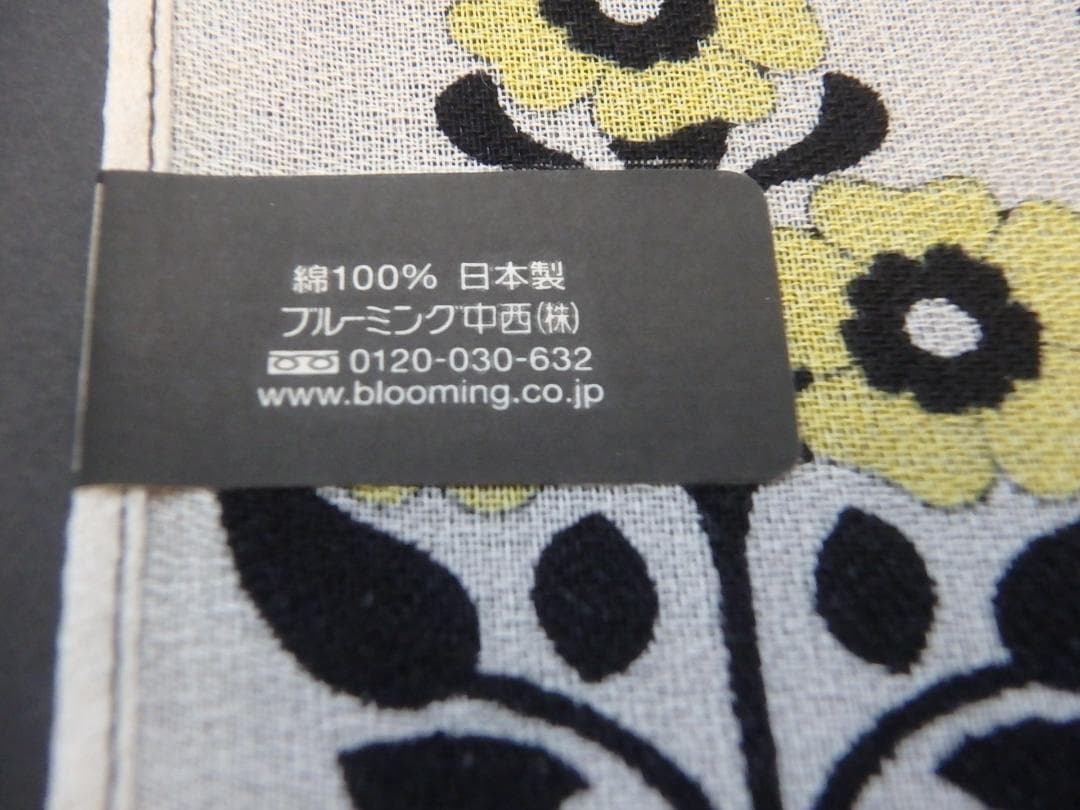 綿100% 日本製
ブルーミング中西(株)
0120-030-632
www.blooming.co.jp